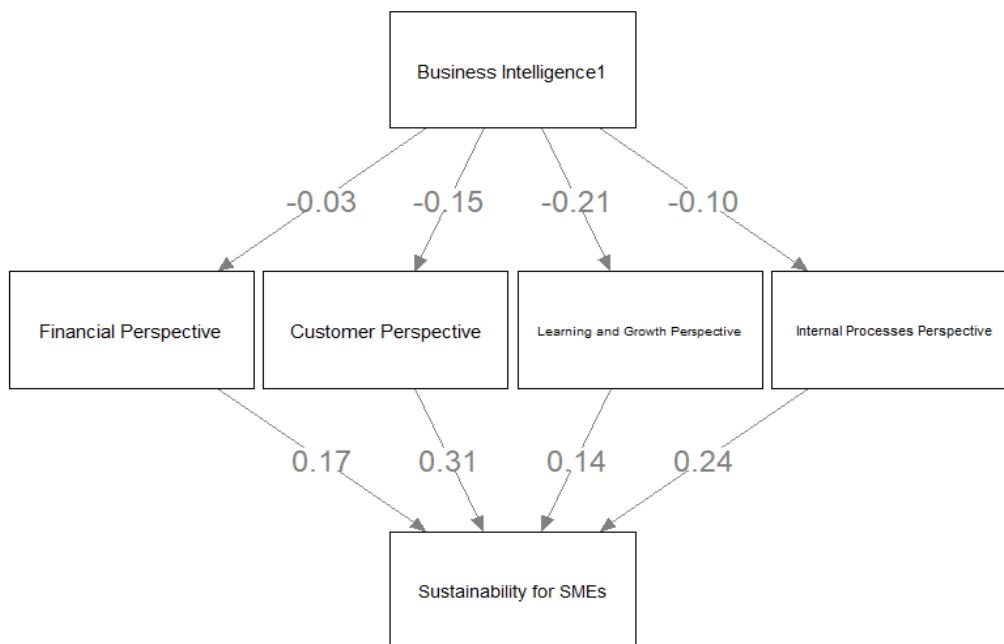 Business Intelligence1
-0.03
-0.15
-0.21
-0.10
Financial Perspective
Customer Perspective
Learning and Growth Perspective
Internal Processes Perspective
0.17
0.31
0.14
0.24
Sustainability for SMEs